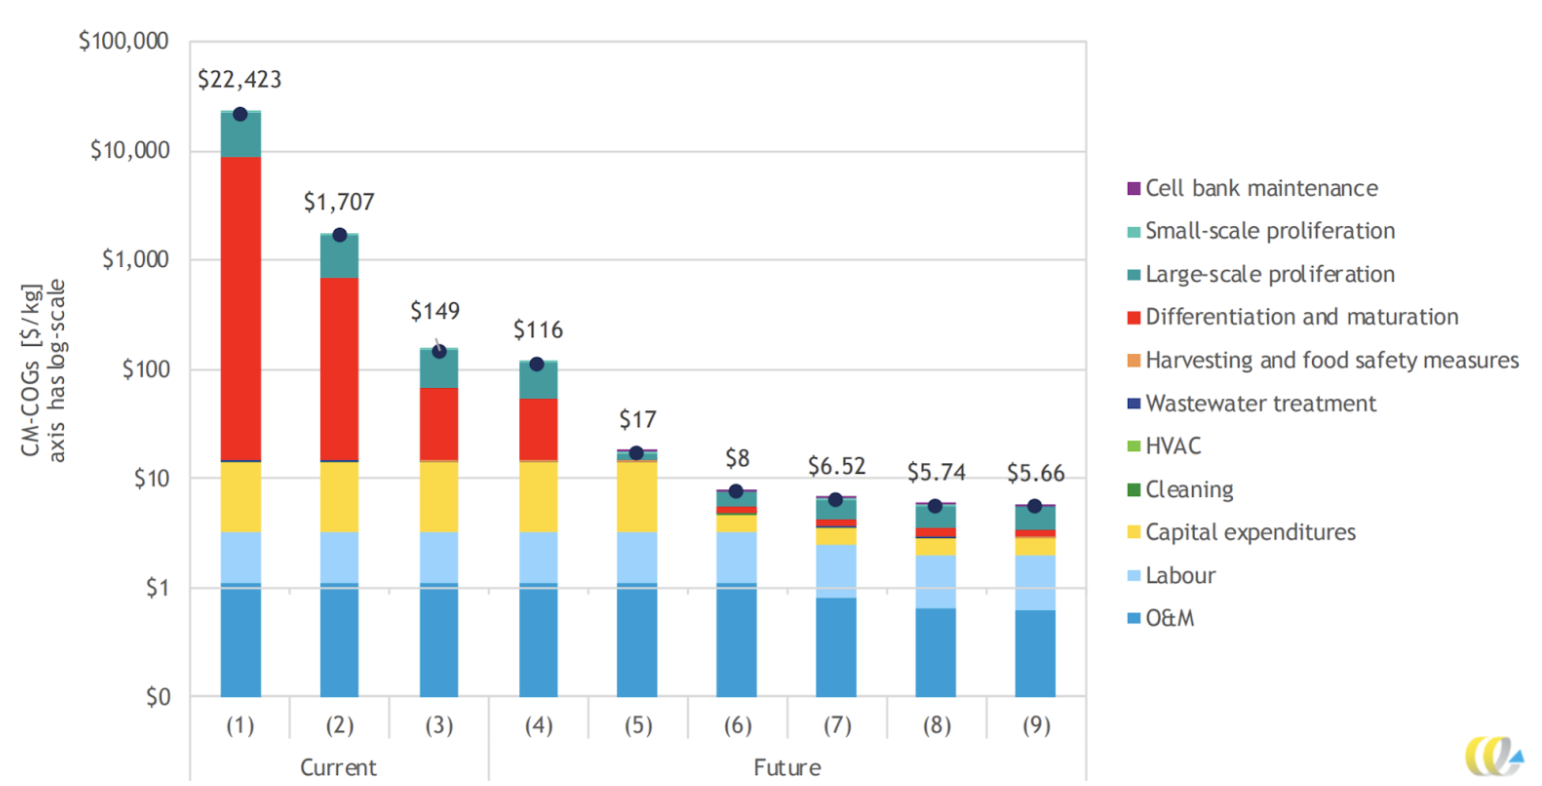 $100,000
$10,000
$1,000
$100
$10
$1
$0
CM-COGs [$/kg]
axis has log-scale
$22,423
$1,707
$149
$116
$17
$8
$6.52
$5.74
$5.66
(1)
(2)
(3)
(4)
(5)
(6)
(7)
(8)
(9)
Current
Future
Cell bank maintenance
Small-scale proliferation
Large-scale proliferation
Differentiation and maturation
Harvesting and food safety measures
Wastewater treatment
HVAC
Cleaning
Capital expenditures
Labour
O&M